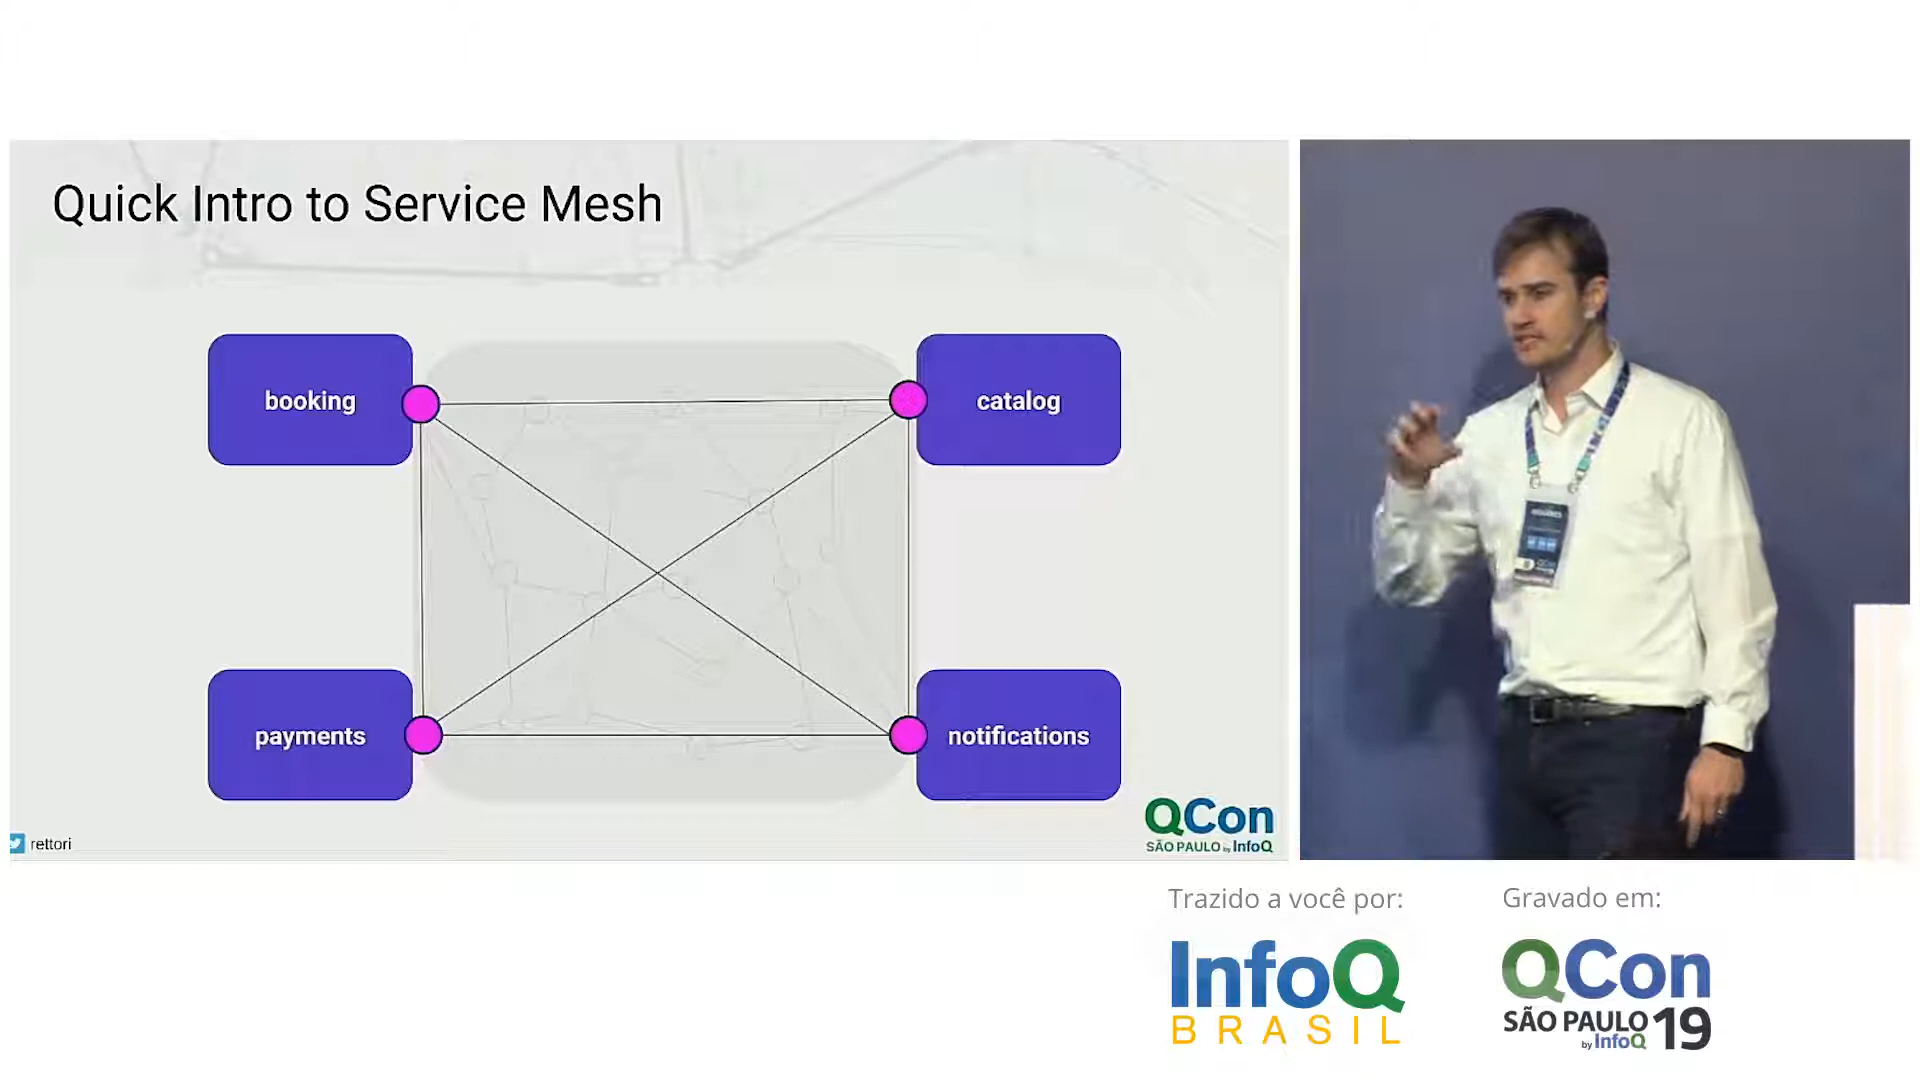 Quick Intro to Service Mesh
booking
catalog
payments
notifications
rettori
QCon
SÃO PAULO by InfoQ
Trazido a você por:
InfoQ
BRASIL
Gravado em:
QCon
SÃO PAULO 19
by InfoQ